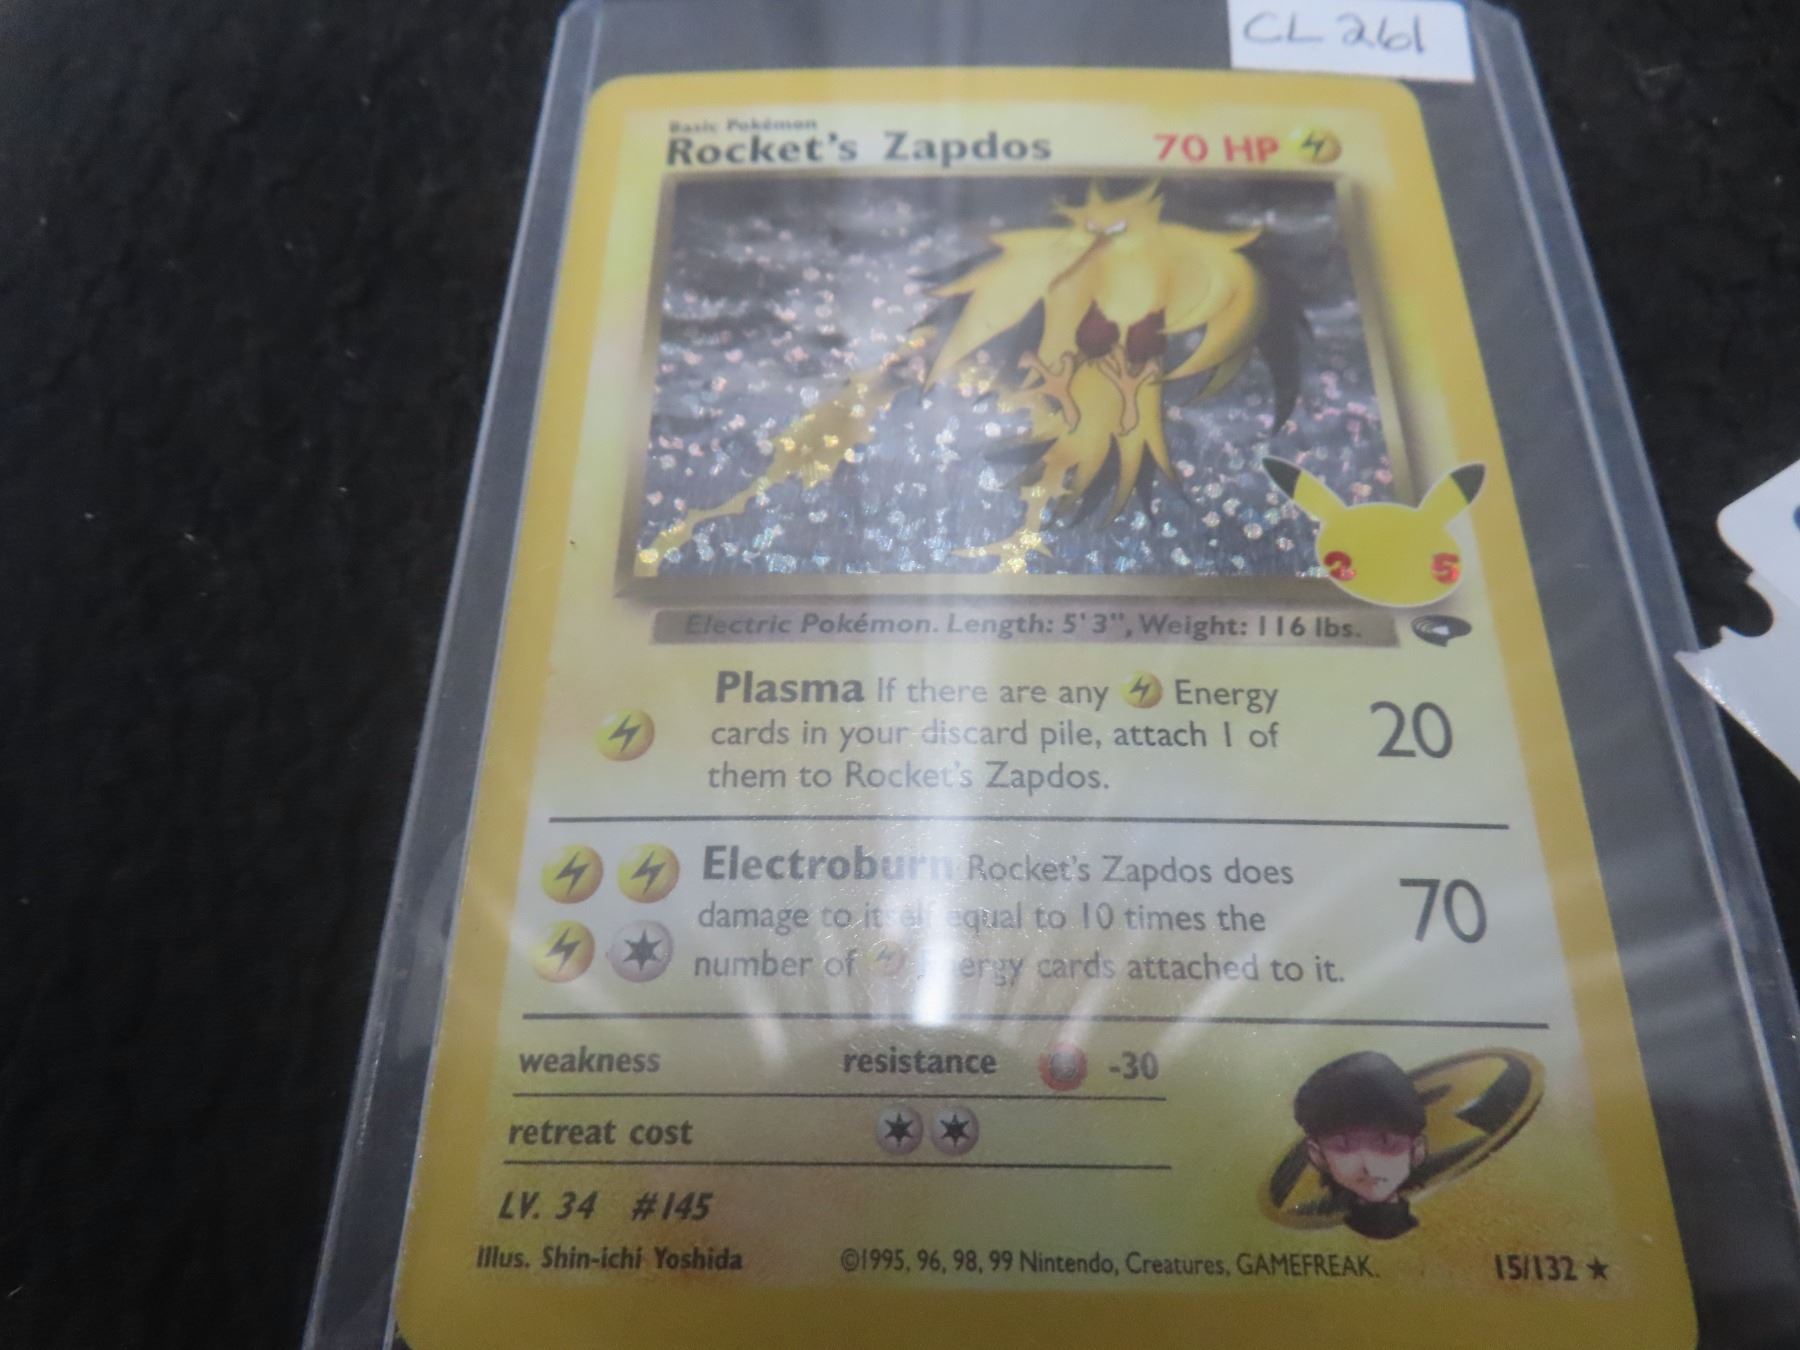 CL 261
Basic Pokémon
Rocket's Zapdos 70 HP
25
Electric Pokémon. Length: 5' 3", Weight: 116 lbs.
Plasma If there are any Energy
cards in your discard pile, attach 1 of
them to Rocket's Zapdos.
20
Electroburn Rocket's Zapdos does
damage to itself equal to 10 times the
number of Energy cards attached to it.
70
weakness resistance -30
retreat cost
LV. 34 #145
Illus. Shin-ichi Yoshida ©1995, 96, 98, 99 Nintendo, Creatures, GAMEFREAK. 15/132 ★